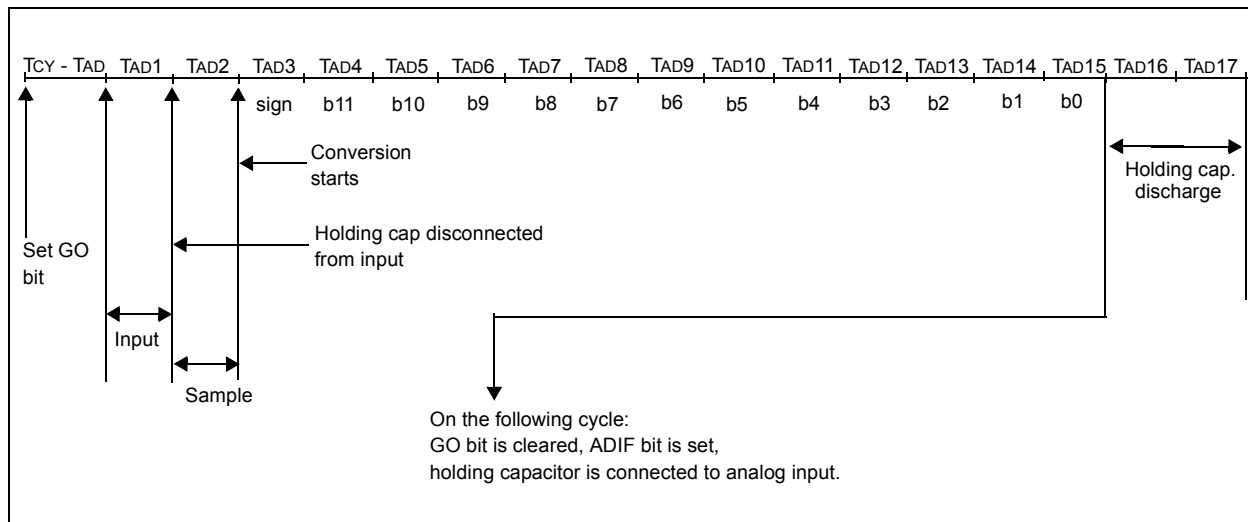 TCY - TAD TAD1 TAD2 TAD3 TAD4 TAD5 TAD6 TAD7 TAD8 TAD9 TAD10 TAD11 TAD12 TAD13 TAD14 TAD15 TAD16 TAD17
sign b11 b10 b9 b8 b7 b6 b5 b4 b3 b2 b1 b0
Conversion
starts
Holding cap.
discharge
Set GO
bit
Holding cap disconnected
from input
Input
Sample
On the following cycle:
GO bit is cleared, ADIF bit is set,
holding capacitor is connected to analog input.